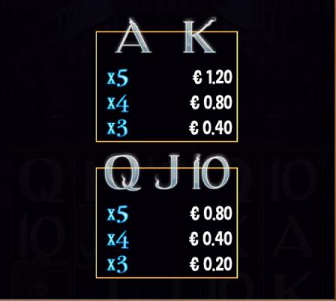 A K
x5 € 1.20
x4 € 0.80
x3 € 0.40
Q J 10
x5 € 0.80
x4 € 0.40
x3 € 0.20